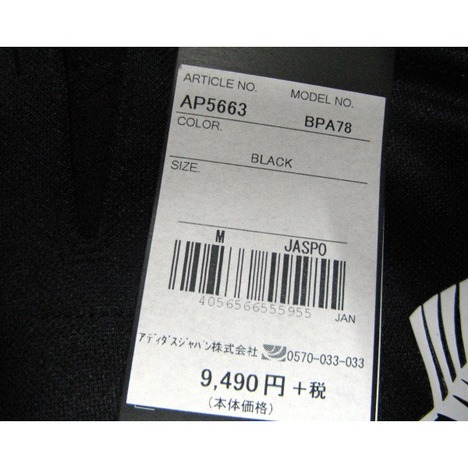 ARTICLE NO. MODEL NO.
AP5663 BPA78
COLOR.
BLACK
SIZE.
M JASPO
4056566555955
JAN
アディダスジャパン株式会社 0570-033-033
9,490円+税
(本体価格)